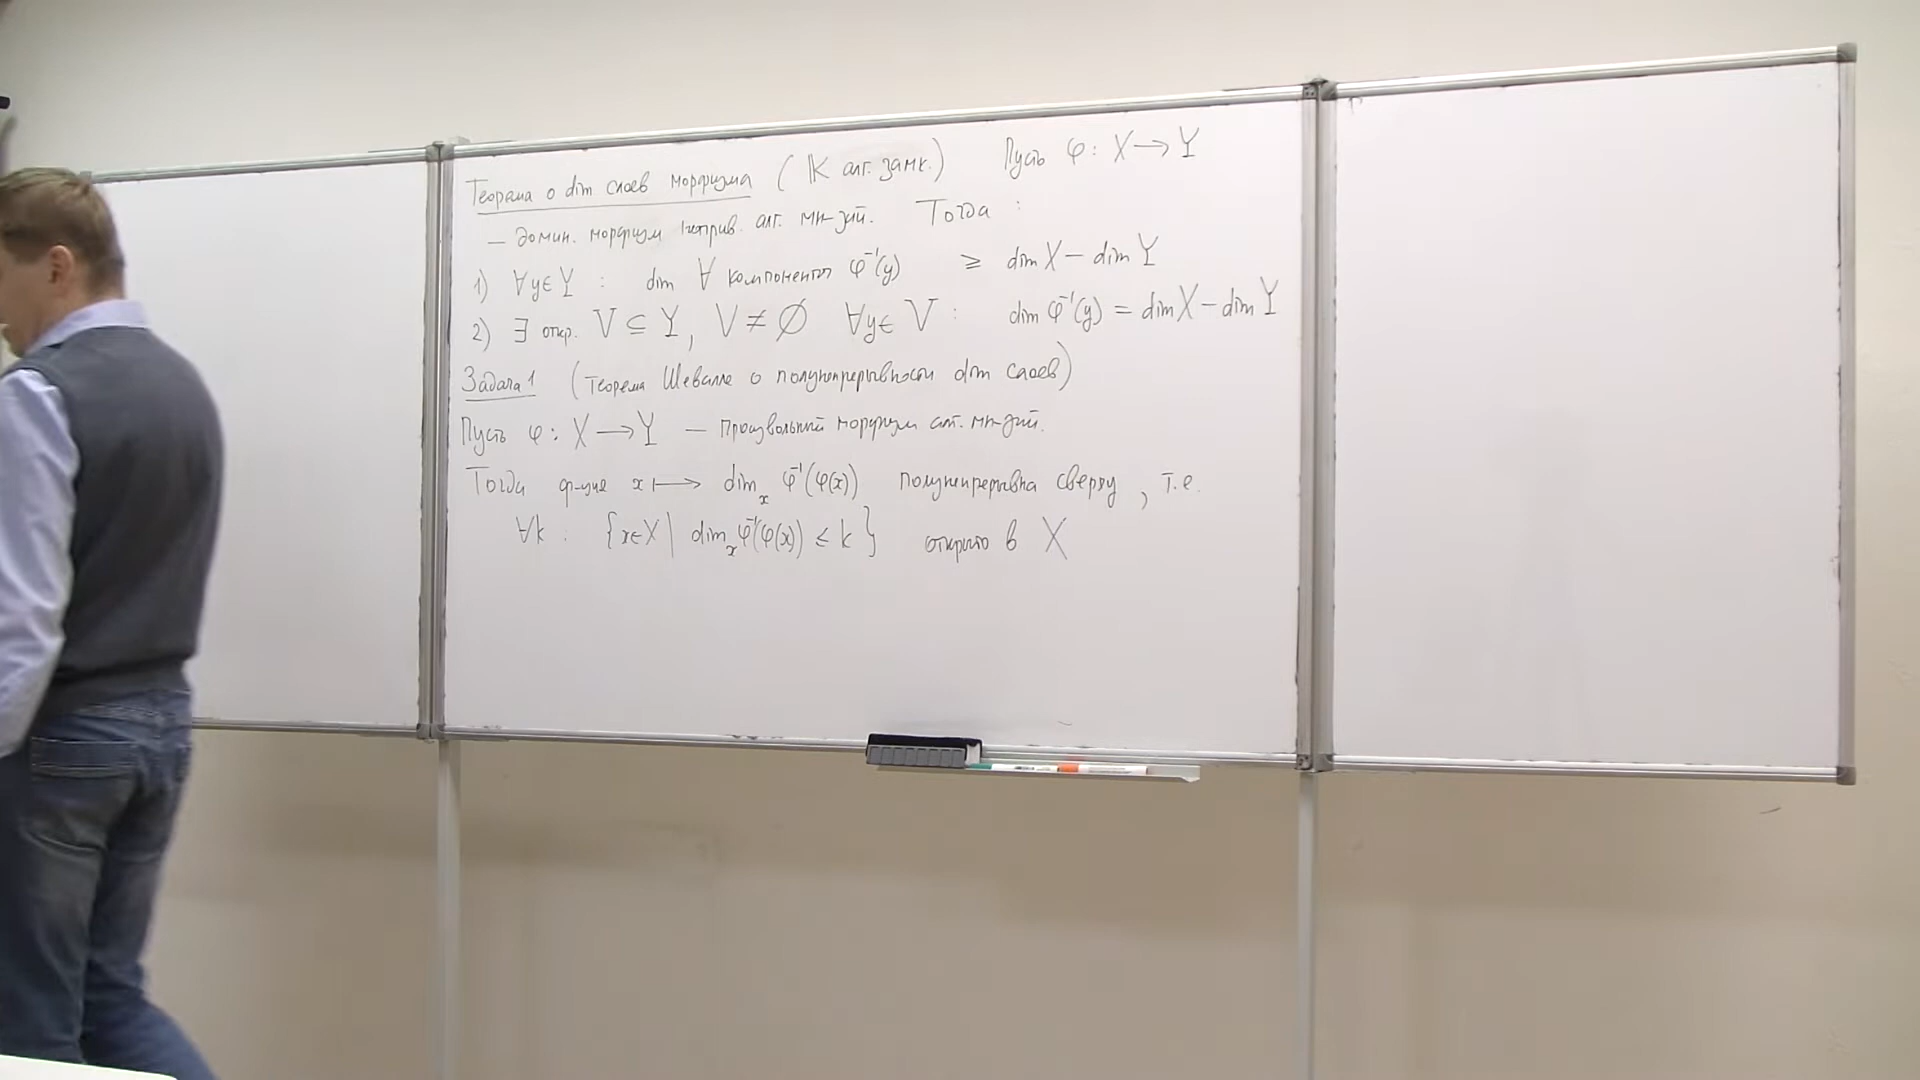 Теорема о dim слоев морфизма (𝕂 алг. замк.) Пусть φ: X → Y
— домин. морфизм неприв. алг. мн-зий. Тогда :
1) ∀y∈Y : dim ∀ компоненты φ⁻¹(y) ≥ dim X − dim Y
2) ∃ откр. V ⊆ Y, V ≠ ∅ ∀y∈V : dim φ⁻¹(y) = dim X − dim Y
Задача 1 (теорема Шевалле о полунепрерывности dim слоев)
Пусть φ: X → Y — произвольный морфизм алг. мн-зий.
Тогда ф-ция x ↦ dimₓ φ⁻¹(φ(x)) полунепрерывна сверху, т.е.
∀k : {x∈X | dimₓ φ⁻¹(φ(x)) ≤ k} открыто в X